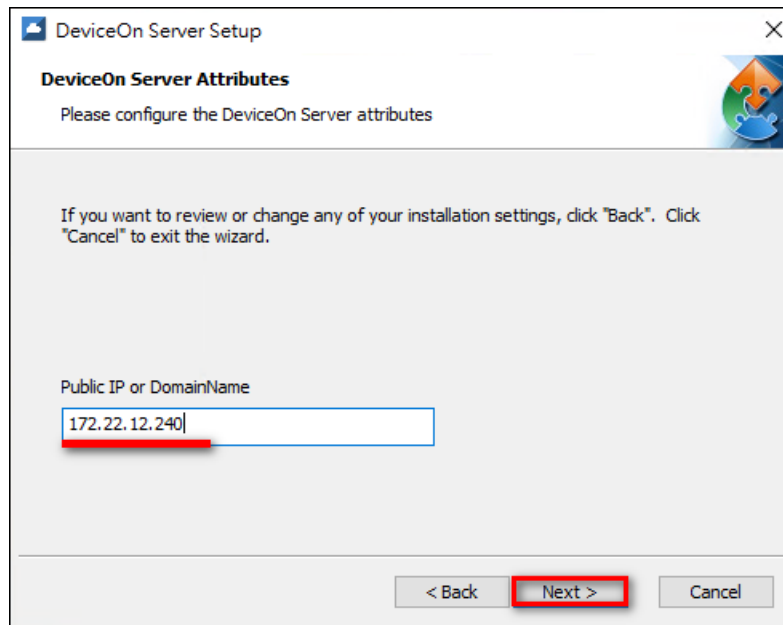 DeviceOn Server Setup
DeviceOn Server Attributes
Please configure the DeviceOn Server attributes
If you want to review or change any of your installation settings, click "Back".  Click
"Cancel" to exit the wizard.
Public IP or DomainName
172.22.12.240
< Back
Next >
Cancel